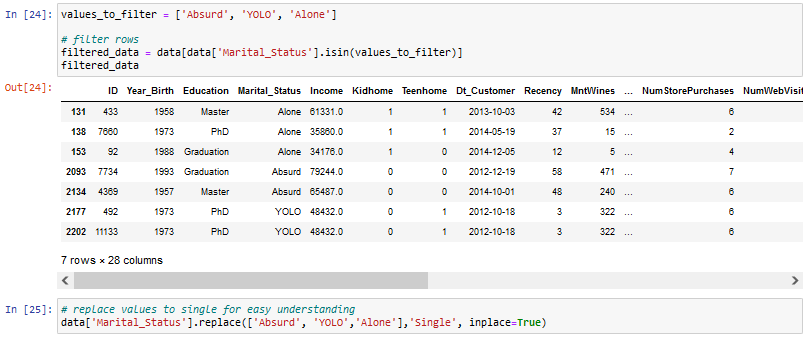 In [24]: values_to_filter = ['Absurd', 'YOLO', 'Alone']
# filter rows
filtered_data = data[data['Marital_Status'].isin(values_to_filter)]
filtered_data
Out[24]:
ID Year_Birth Education Marital_Status Income Kidhome Teenhome Dt_Customer Recency MntWines ... NumStorePurchases NumWebVisit
131 433 1958 Master Alone 61331.0 1 1 2013-10-03 42 534 ... 6
138 7660 1973 PhD Alone 35860.0 1 1 2014-05-19 37 15 ... 2
153 92 1988 Graduation Alone 34176.0 1 0 2014-12-05 12 5 ... 4
2093 7734 1993 Graduation Absurd 79244.0 0 0 2012-12-19 58 471 ... 7
2134 4369 1957 Master Absurd 65487.0 0 0 2014-10-01 48 240 ... 6
2177 492 1973 PhD YOLO 48432.0 0 1 2012-10-18 3 322 ... 6
2202 11133 1973 PhD YOLO 48432.0 0 1 2012-10-18 3 322 ... 6
7 rows × 28 columns
In [25]: # replace values to single for easy understanding
data['Marital_Status'].replace(['Absurd', 'YOLO','Alone'],'Single', inplace=True)